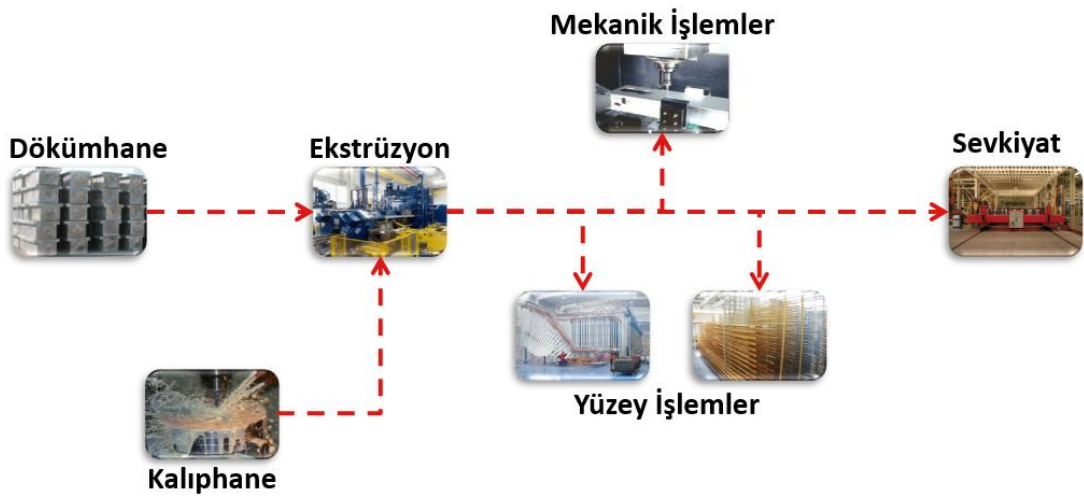 Mekanik İşlemler
Dökümhane
Ekstrüzyon
Sevkiyat
Yüzey İşlemler
Kalıphane